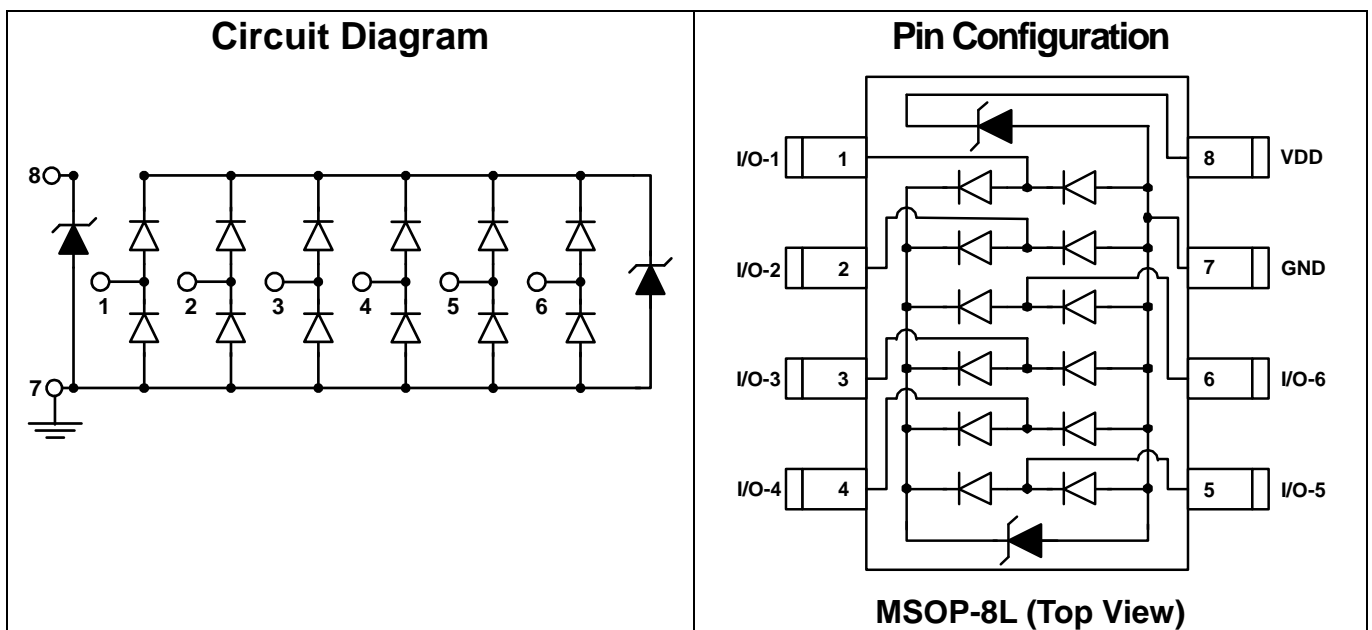 Circuit Diagram
8
1 2 3 4 5 6
7
Pin Configuration
I/O-1 1 8 VDD
I/O-2 2 7 GND
I/O-3 3 6 I/O-6
I/O-4 4 5 I/O-5
MSOP-8L (Top View)